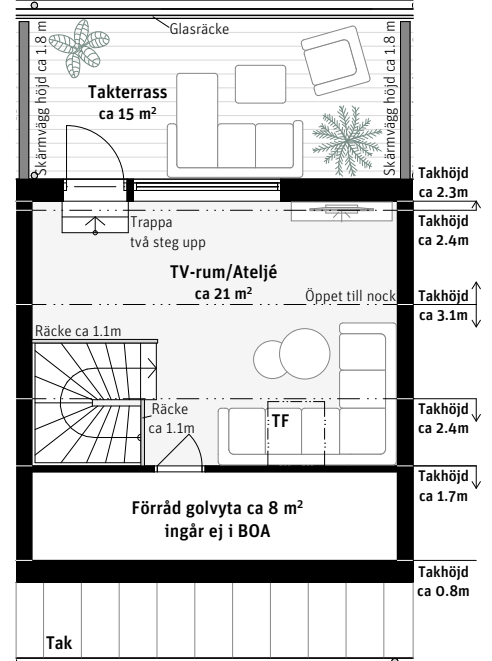 Glasräcke
Skärmvägg höjd ca 1.8 m
Skärmvägg höjd ca 1.8 m
Takterrass
ca 15 m²
Takhöjd
ca 2.3m
Trappa
två steg upp
Takhöjd
ca 2.4m
TV-rum/Ateljé
ca 21 m²
Öppet till nock
Takhöjd
ca 3.1m
Räcke ca 1.1m
Räcke
ca 1.1m
TF
Takhöjd
ca 2.4m
Takhöjd
ca 1.7m
Förråd golvyta ca 8 m²
ingår ej i BOA
Takhöjd
ca 0.8m
Tak